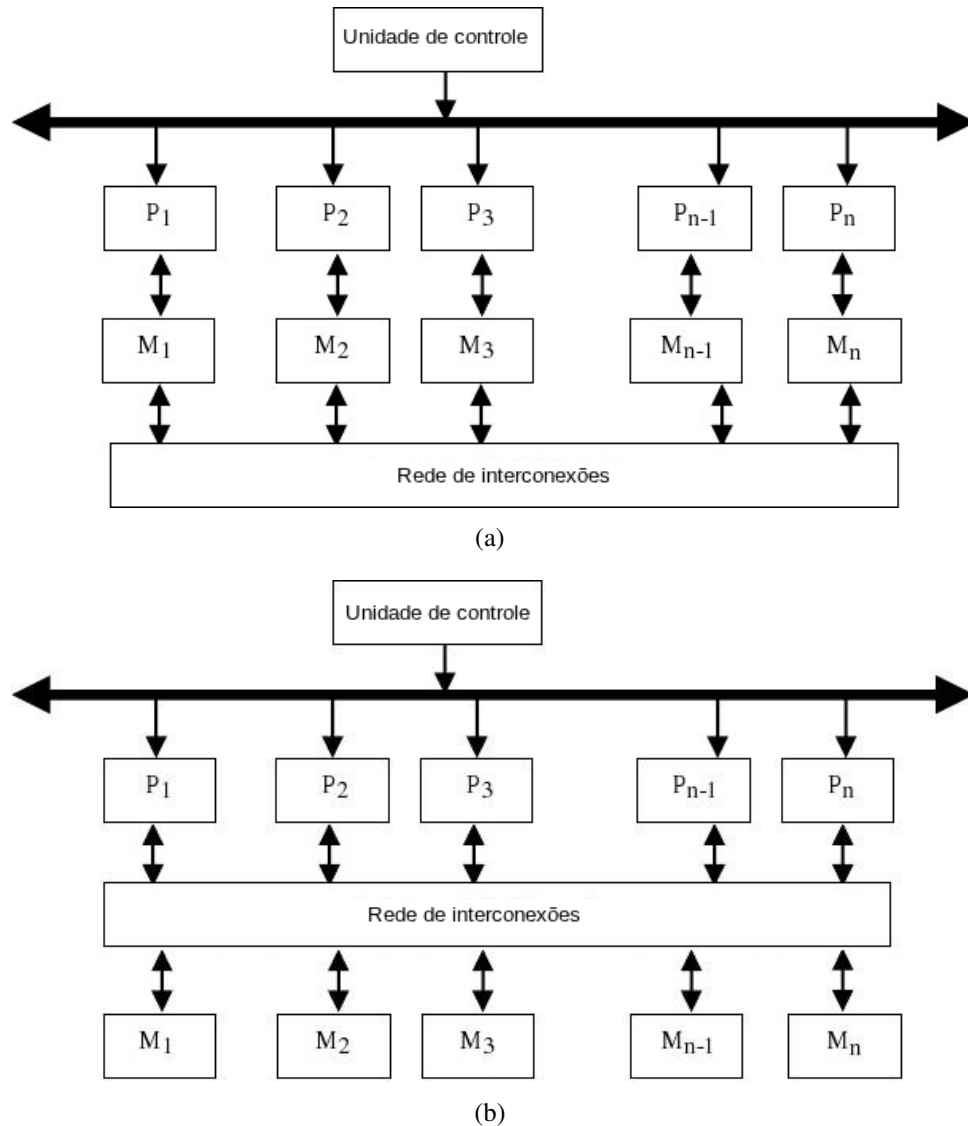 Unidade de controle
P1 P2 P3 Pn-1 Pn
M1 M2 M3 Mn-1 Mn
Rede de interconexões
(a)
Unidade de controle
P1 P2 P3 Pn-1 Pn
Rede de interconexões
M1 M2 M3 Mn-1 Mn
(b)